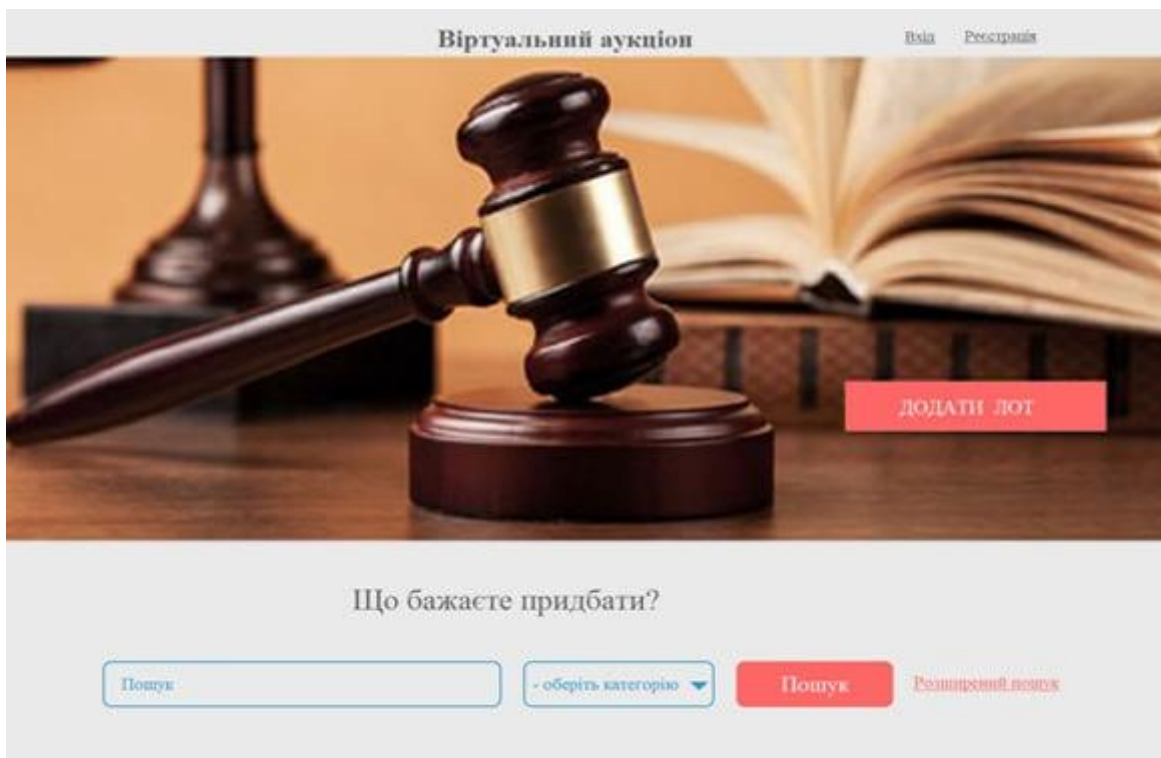 Віртуальний аукціон
Вхід Реєстрація
ДОДАТИ ЛОТ
Що бажаєте придбати?
Пошук
- оберіть категорію
Пошук
Розширений пошук